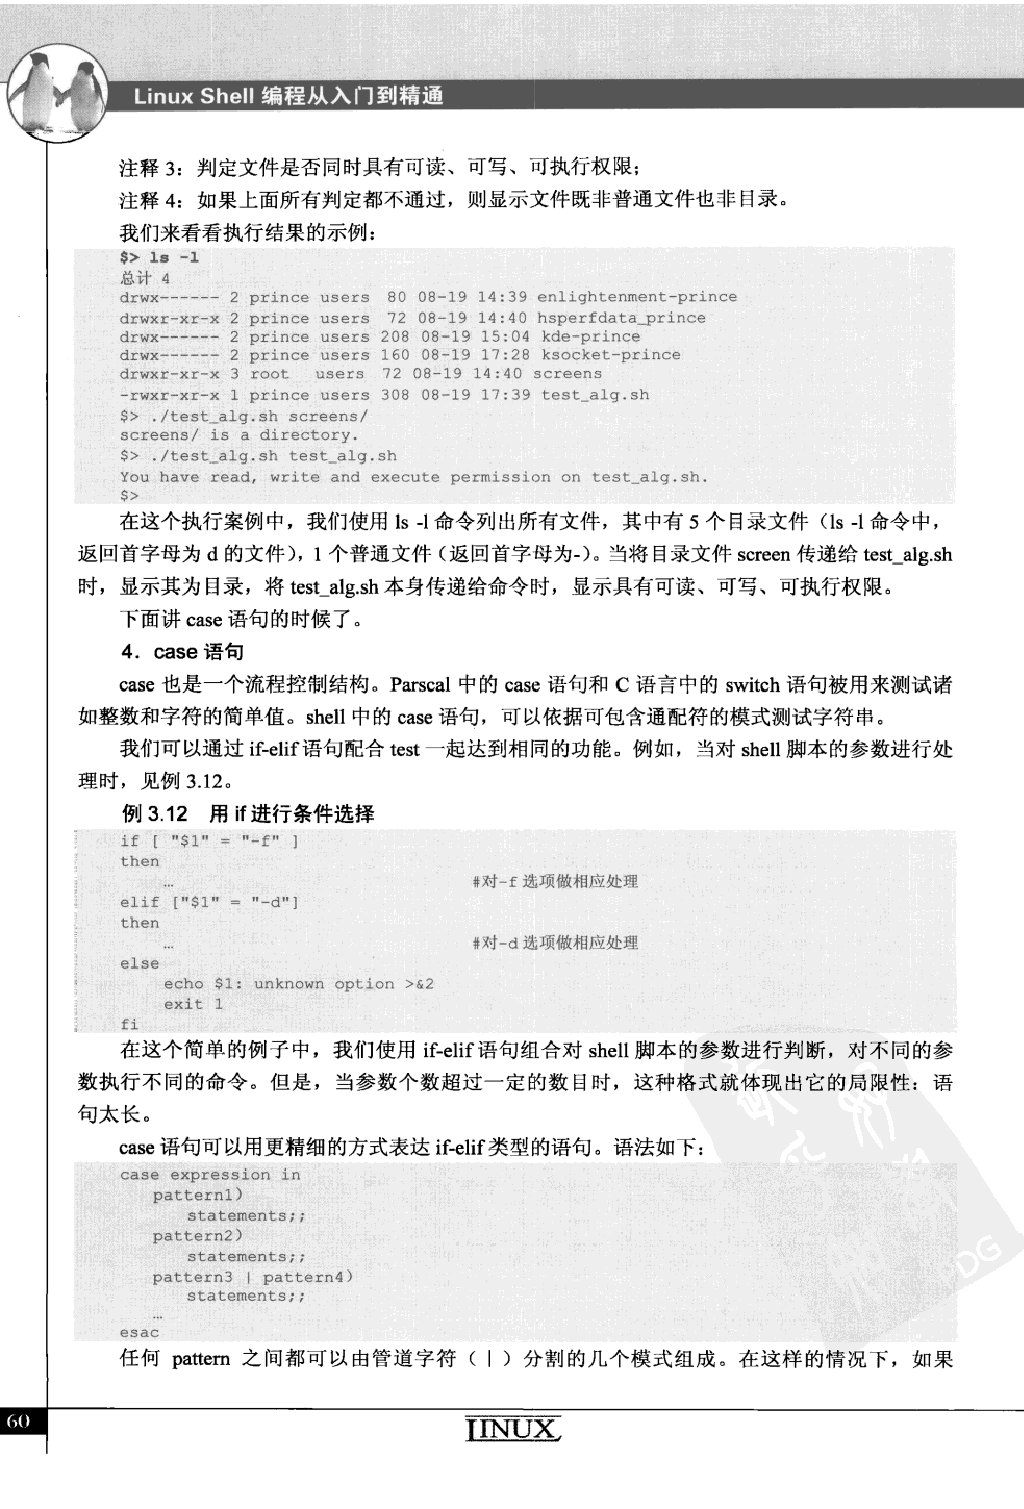 Linux Shell 编程从入门到精通
注释 3：判定文件是否同时具有可读、可写、可执行权限；
注释 4：如果上面所有判定都不通过，则显示文件既非普通文件也非目录。
我们来看看执行结果的示例：
$> ls -l
总计 4
drwx------ 2 prince users  80 08-19 14:39 enlightenment-prince
drwxr-xr-x 2 prince users  72 08-19 14:40 hsperfdata_prince
drwx------ 2 prince users 208 08-19 15:04 kde-prince
drwx------ 2 prince users 160 08-19 17:28 ksocket-prince
drwxr-xr-x 3 root   users  72 08-19 14:40 screens
-rwxr-xr-x 1 prince users 308 08-19 17:39 test_alg.sh
$> ./test_alg.sh screens/
screens/ is a directory.
$> ./test_alg.sh test_alg.sh
You have read, write and execute permission on test_alg.sh.
$>
在这个执行案例中，我们使用 ls -l 命令列出所有文件，其中有 5 个目录文件（ls -l 命令中，
返回首字母为 d 的文件），1 个普通文件（返回首字母为-）。当将目录文件 screen 传递给 test_alg.sh
时，显示其为目录，将 test_alg.sh 本身传递给命令时，显示具有可读、可写、可执行权限。
下面讲 case 语句的时候了。
4．case 语句
case 也是一个流程控制结构。Parscal 中的 case 语句和 C 语言中的 switch 语句被用来测试诸
如整数和字符的简单值。shell 中的 case 语句，可以依据可包含通配符的模式测试字符串。
我们可以通过 if-elif 语句配合 test 一起达到相同的功能。例如，当对 shell 脚本的参数进行处
理时，见例 3.12。
例 3.12 用 if 进行条件选择
if [ "$1" = "-f" ]
then
… #对-f 选项做相应处理
elif ["$1" = "-d"]
then
… #对-d 选项做相应处理
else
echo $1: unknown option >&2
exit 1
fi
在这个简单的例子中，我们使用 if-elif 语句组合对 shell 脚本的参数进行判断，对不同的参
数执行不同的命令。但是，当参数个数超过一定的数目时，这种格式就体现出它的局限性：语
句太长。
case 语句可以用更精细的方式表达 if-elif 类型的语句。语法如下：
case expression in
pattern1)
statements;;
pattern2)
statements;;
pattern3 | pattern4)
statements;;
…
esac
任何 pattern 之间都可以由管道字符（｜）分割的几个模式组成。在这样的情况下，如果
60
LINUX